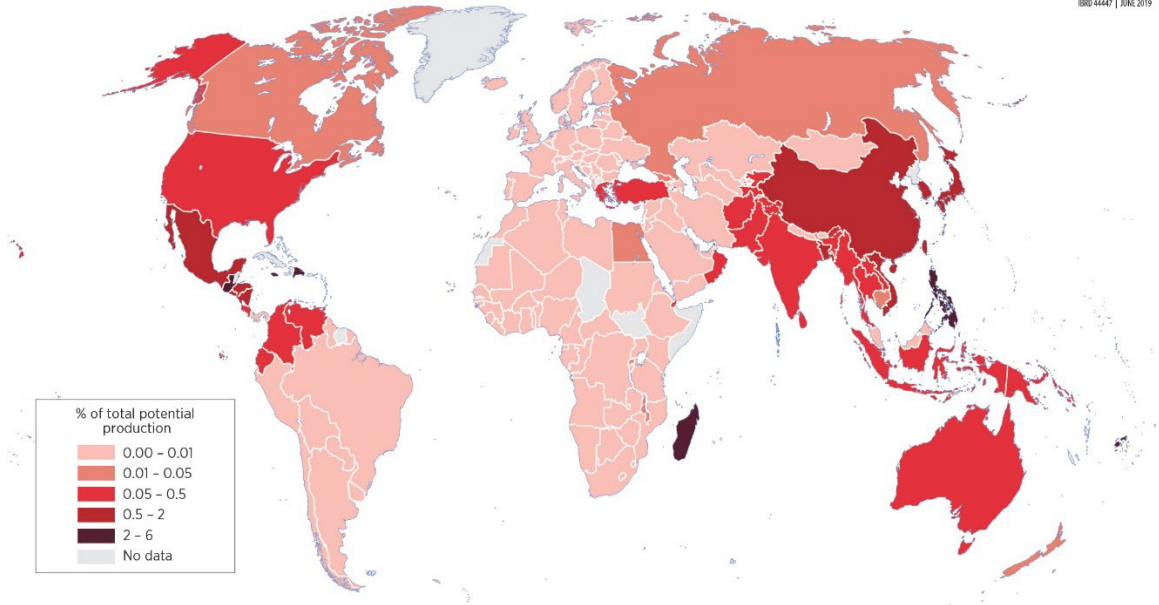 IBRD 44447 | JUNE 2019
% of total potential
production
0.00 – 0.01
0.01 – 0.05
0.05 – 0.5
0.5 – 2
2 – 6
No data